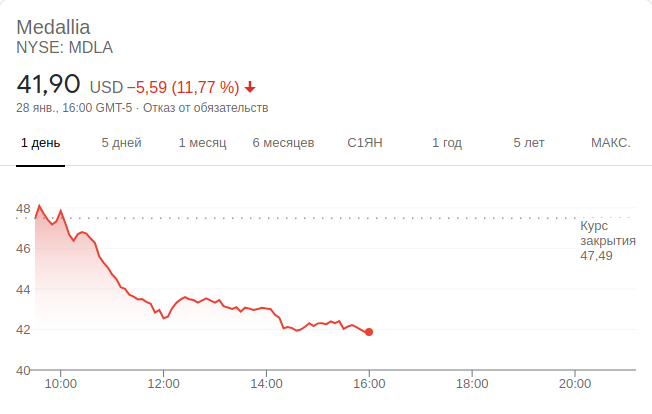 Medallia
NYSE: MDLA
41,90 USD −5,59 (11,77 %)
28 янв., 16:00 GMT-5 · Отказ от обязательств
1 день 5 дней 1 месяц 6 месяцев С1ЯН 1 год 5 лет МАКС.
48
Курс
закрытия
47,49
46
44
42
40
10:00 12:00 14:00 16:00 18:00 20:00